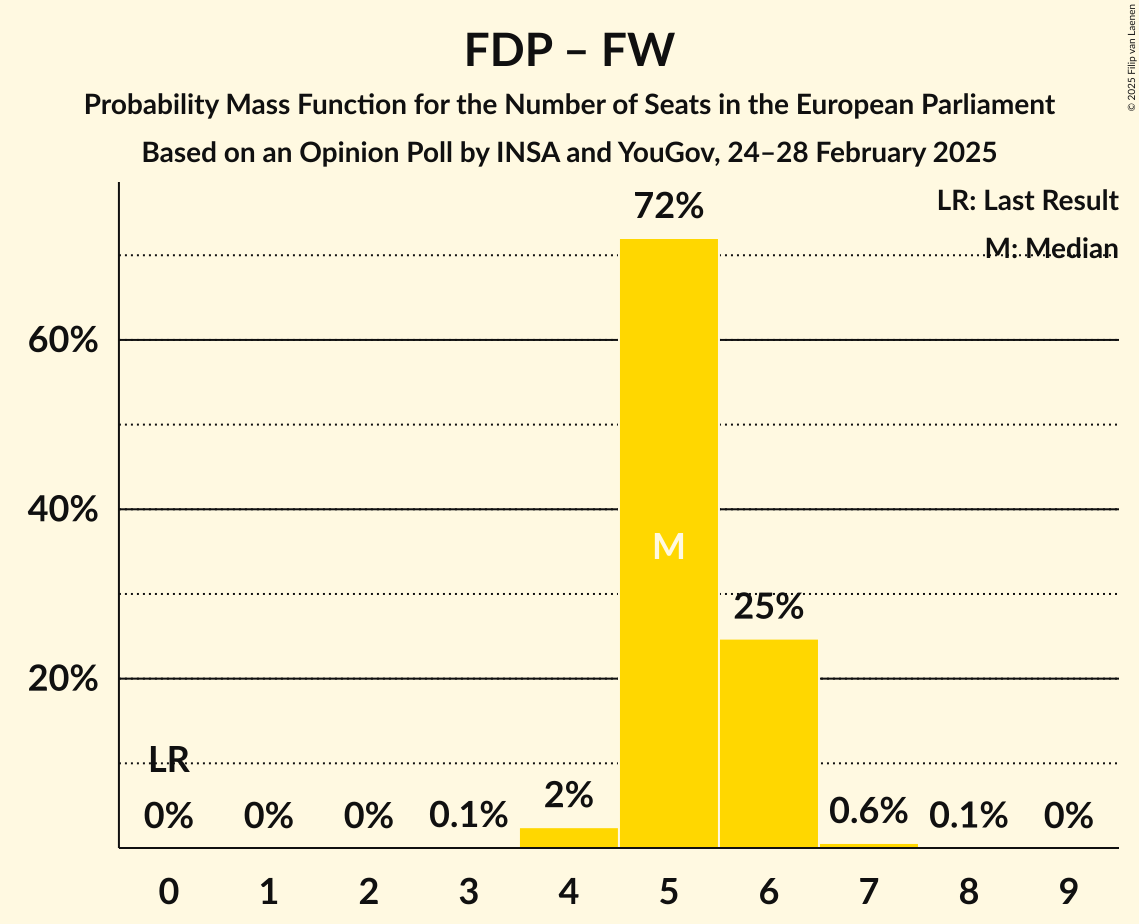 FDP – FW
Probability Mass Function for the Number of Seats in the European Parliament
Based on an Opinion Poll by INSA and YouGov, 24–28 February 2025
© 2025 Filip van Laenen
LR: Last Result
M: Median
72%
60%
40%
M
25%
20%
LR
0%
0%
0%
0.1%
2%
0.6%
0.1%
0%
0 1 2 3 4 5 6 7 8 9